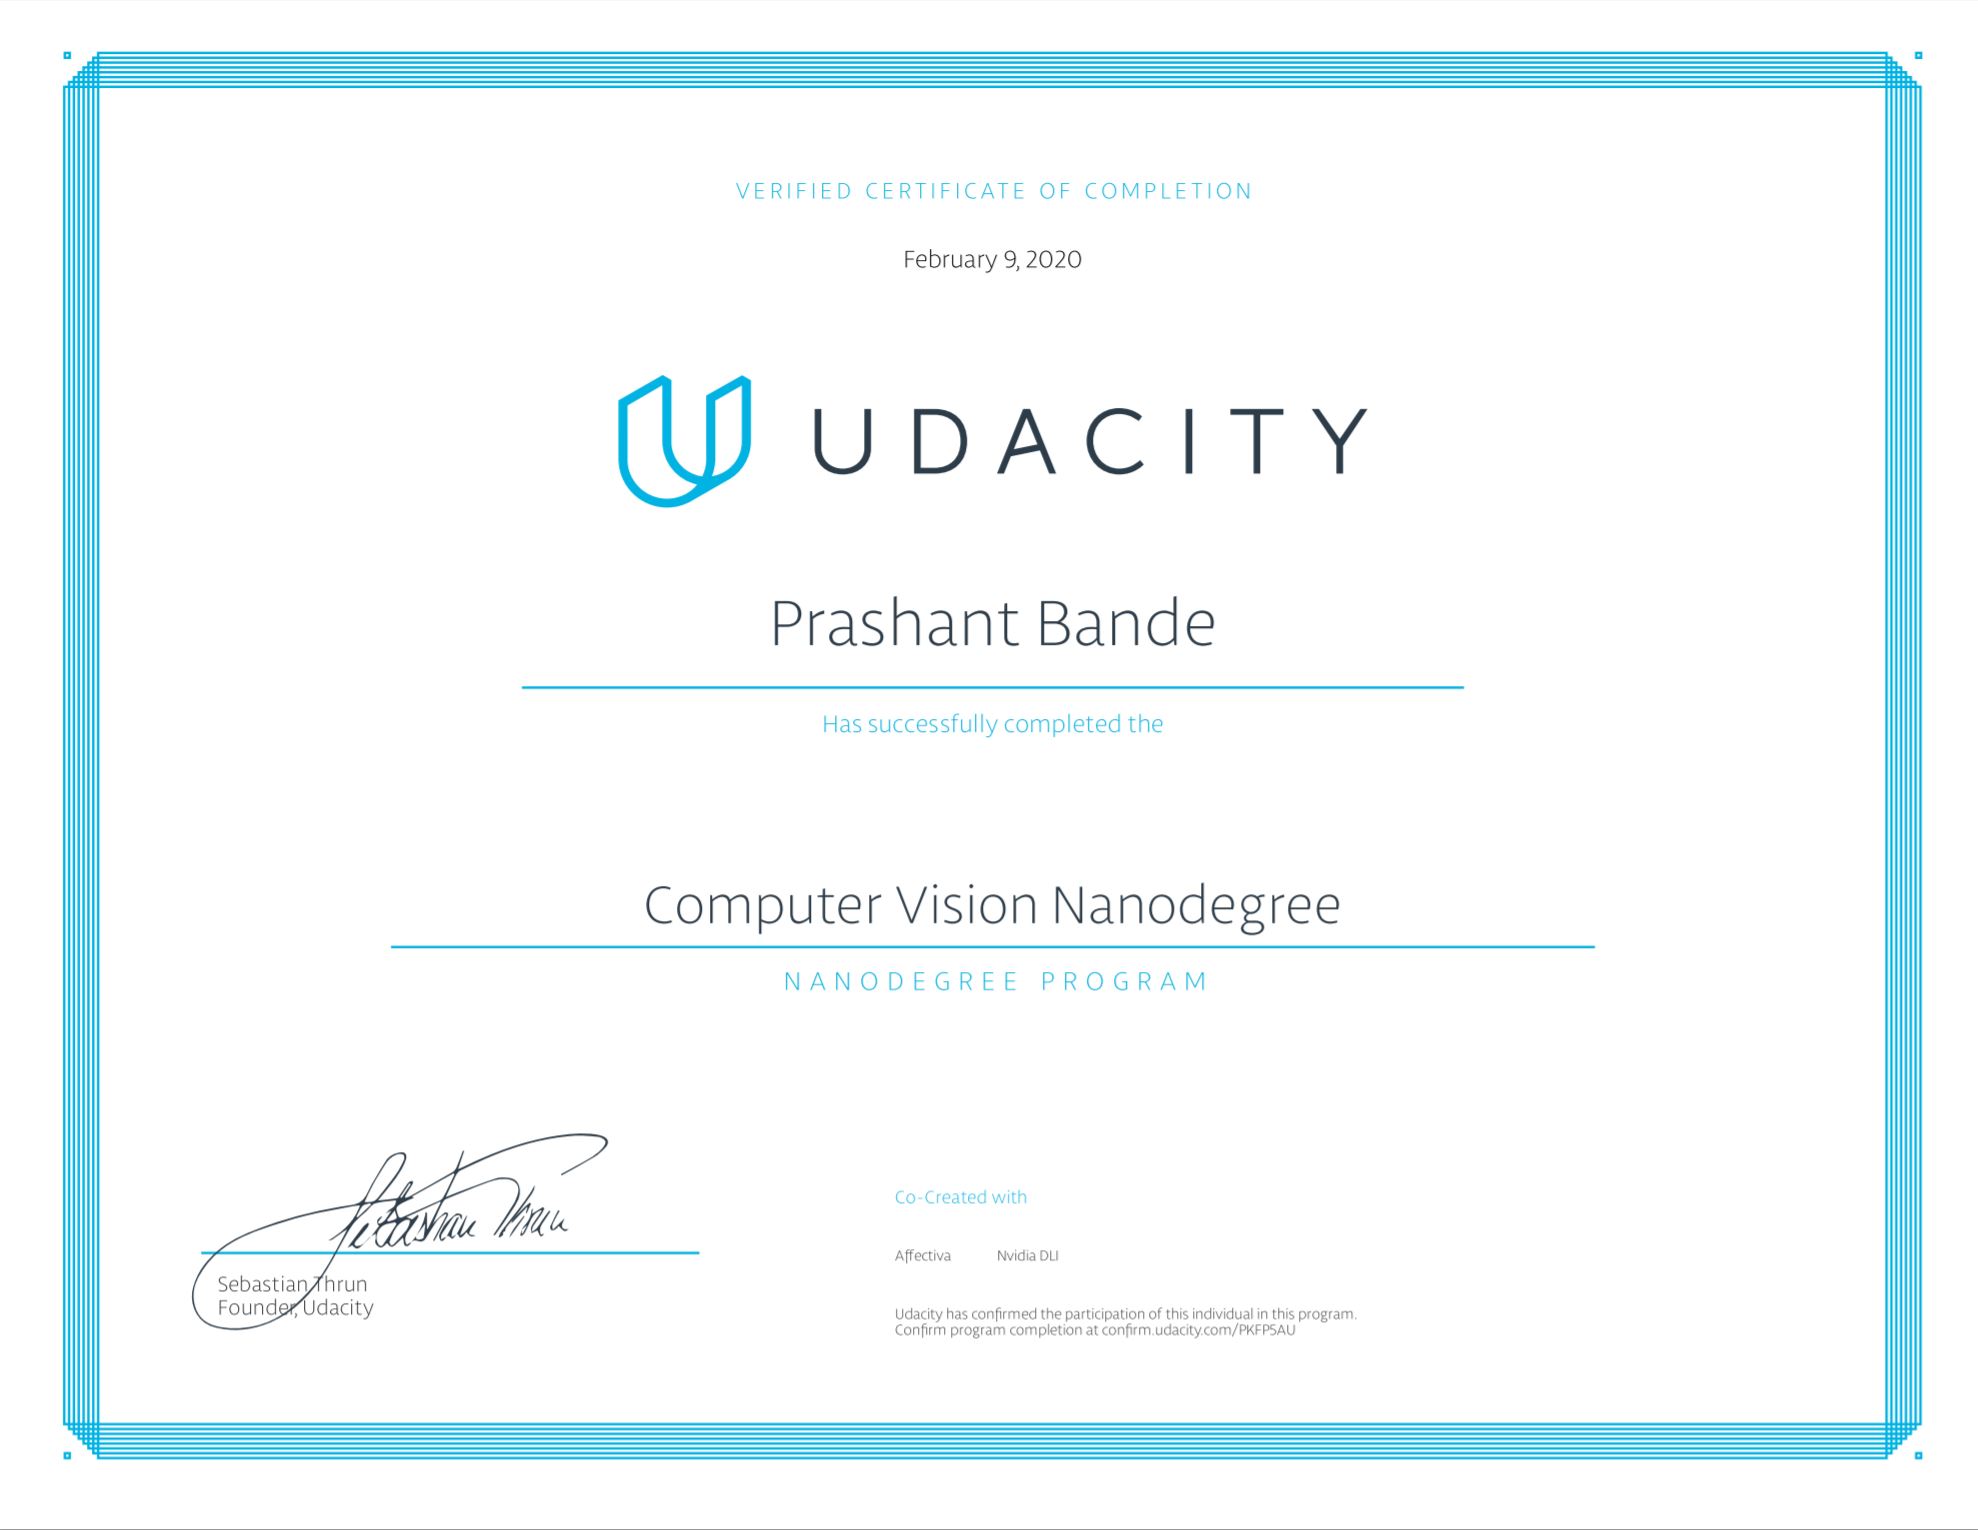 VERIFIED CERTIFICATE OF COMPLETION
February 9, 2020
UDACITY
Prashant Bande
Has successfully completed the
Computer Vision Nanodegree
NANODEGREE PROGRAM
Sebastian Thrun
Sebastian Thrun
Founder, Udacity
Co-Created with
Affectiva Nvidia DLI
Udacity has confirmed the participation of this individual in this program.
Confirm program completion at confirm.udacity.com/PKFP5AU